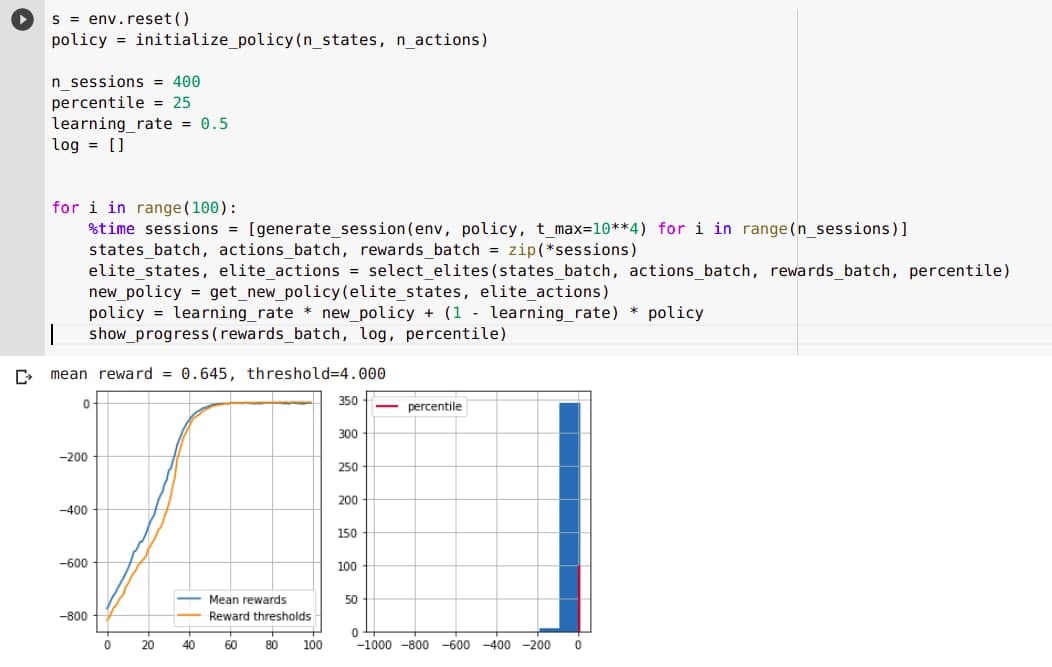 s = env.reset()
policy = initialize_policy(n_states, n_actions)
n_sessions = 400
percentile = 25
learning_rate = 0.5
log = []
for i in range(100):
%time sessions = [generate_session(env, policy, t_max=10**4) for i in range(n_sessions)]
states_batch, actions_batch, rewards_batch = zip(*sessions)
elite_states, elite_actions = select_elites(states_batch, actions_batch, rewards_batch, percentile)
new_policy = get_new_policy(elite_states, elite_actions)
policy = learning_rate * new_policy + (1 - learning_rate) * policy
show_progress(rewards_batch, log, percentile)
mean reward = 0.645, threshold=4.000
0
−200
−400
−600
−800
Mean rewards
Reward thresholds
0 20 40 60 80 100
350
300
250
200
150
100
50
0
percentile
−1000 −800 −600 −400 −200 0